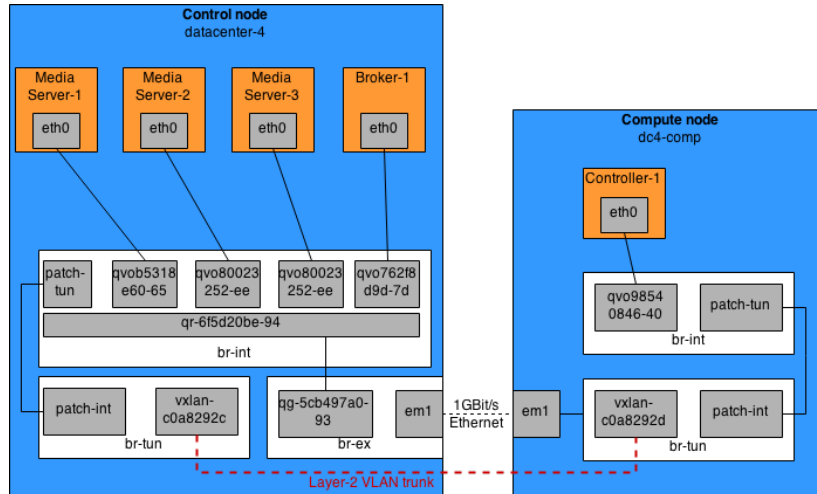 Control node
datacenter-4
Media
Server-1
eth0
Media
Server-2
eth0
Media
Server-3
eth0
Broker-1
eth0
patch-
tun
qvob5318
e60-65
qvo80023
252-ee
qvo80023
252-ee
qvo762f8
d9d-7d
qr-6f5d20be-94
br-int
patch-int
vxlan-
c0a8292c
br-tun
qg-5cb497a0-
93
em1
br-ex
1GBit/s
Ethernet
Layer-2 VLAN trunk
Compute node
dc4-comp
Controller-1
eth0
qvo9854
0846-40
patch-tun
br-int
em1
vxlan-
c0a8292d
patch-int
br-tun